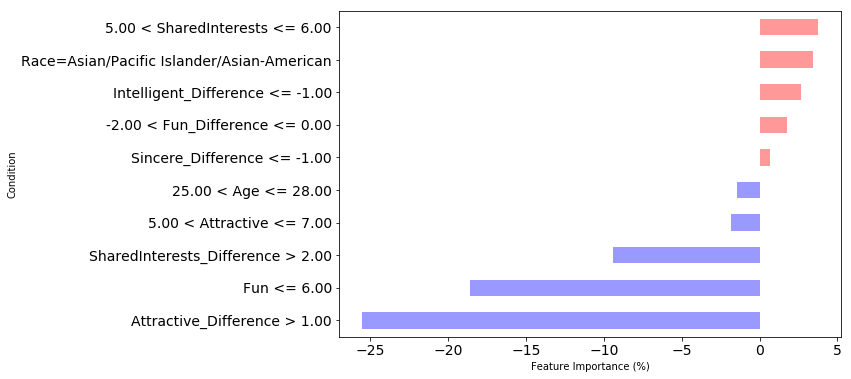 5.00 < SharedInterests <= 6.00
Race=Asian/Pacific Islander/Asian-American
Intelligent_Difference <= -1.00
-2.00 < Fun_Difference <= 0.00
Sincere_Difference <= -1.00
25.00 < Age <= 28.00
5.00 < Attractive <= 7.00
SharedInterests_Difference > 2.00
Fun <= 6.00
Attractive_Difference > 1.00
Condition
−25 −20 −15 −10 −5 0 5
Feature Importance (%)